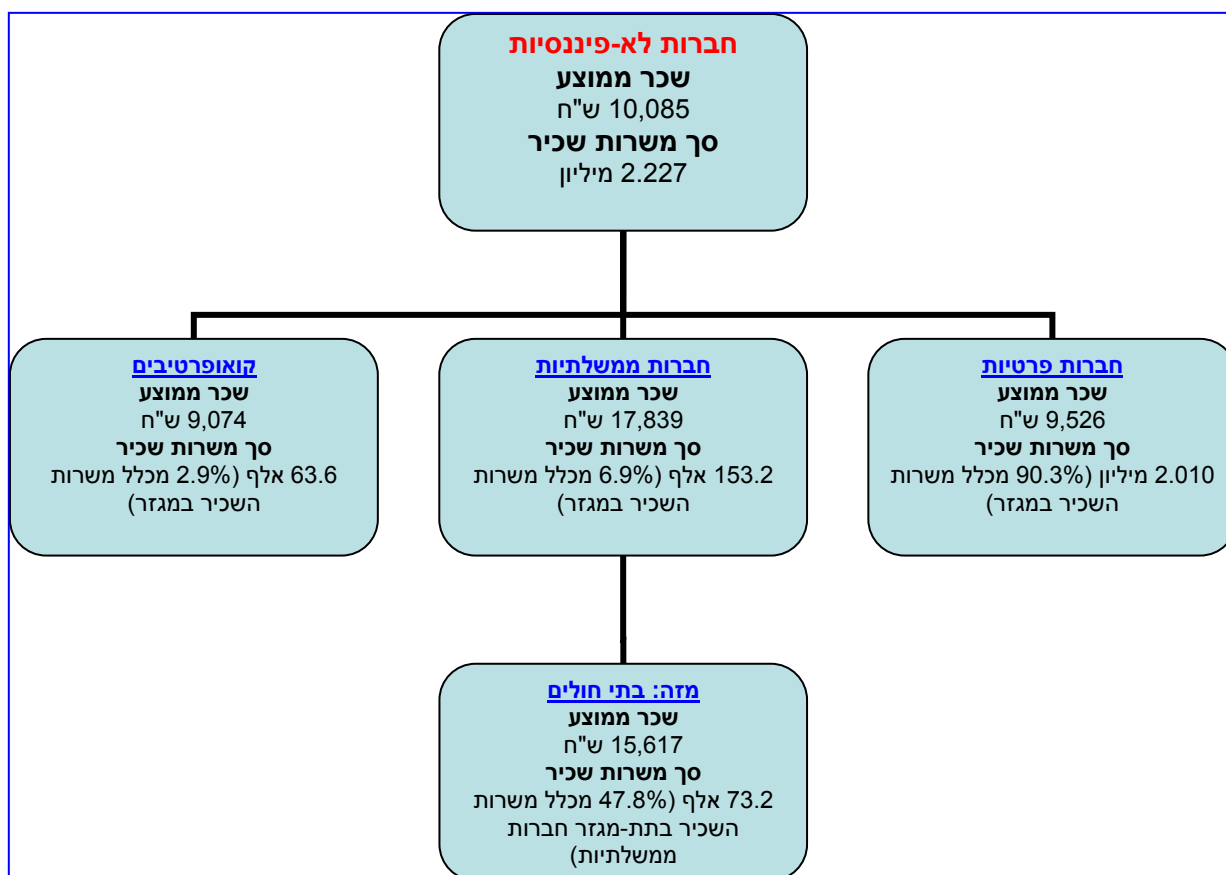 חברות לא-פיננסיות
שכר ממוצע
10,085 ש"ח
סך משרות שכיר
2.227 מיליון
חברות פרטיות
שכר ממוצע
9,526 ש"ח
סך משרות שכיר
2.010 מיליון (90.3% מכלל משרות
השכיר במגזר)
חברות ממשלתיות
שכר ממוצע
17,839 ש"ח
סך משרות שכיר
153.2 אלף (6.9% מכלל משרות
השכיר במגזר)
קואופרטיבים
שכר ממוצע
9,074 ש"ח
סך משרות שכיר
63.6 אלף (2.9% מכלל משרות
השכיר במגזר)
מזה: בתי חולים
שכר ממוצע
15,617 ש"ח
סך משרות שכיר
73.2 אלף (47.8% מכלל משרות
השכיר בתת-מגזר חברות
ממשלתיות)